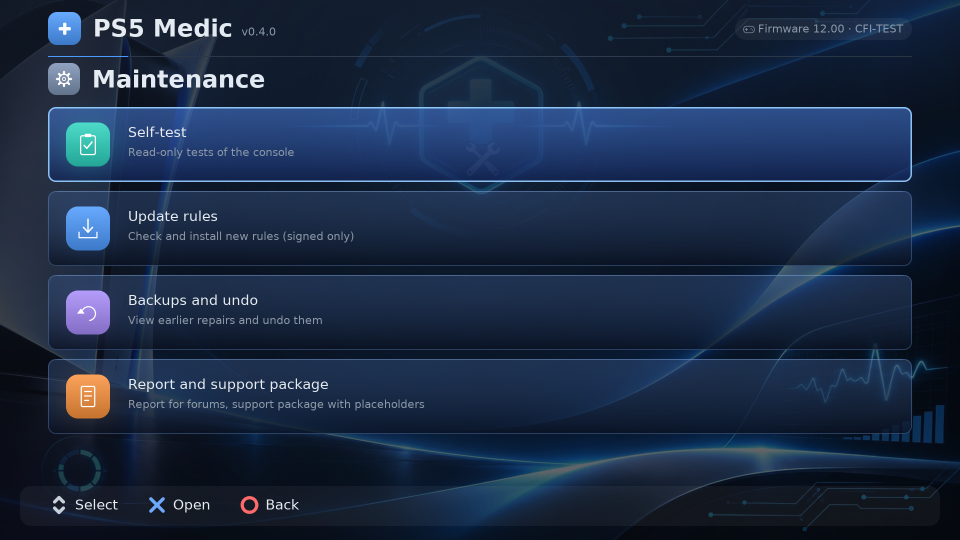 PS5 Medic v0.4.0
Firmware 12.00 · CFI-TEST
Maintenance
Self-test
Read-only tests of the console
Update rules
Check and install new rules (signed only)
Backups and undo
View earlier repairs and undo them
Report and support package
Report for forums, support package with placeholders
Select Open Back